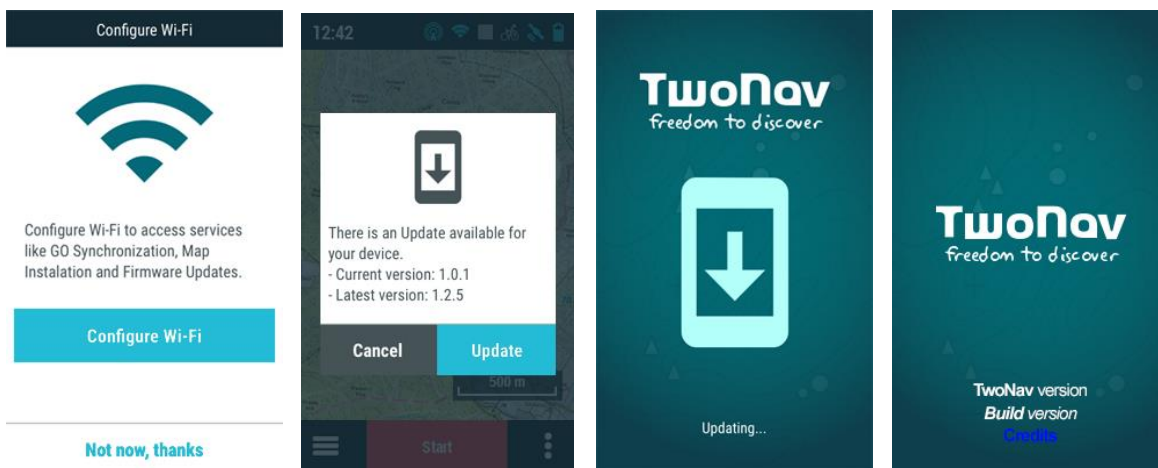 Configure Wi-Fi
Configure Wi-Fi to access services
like GO Synchronization, Map
Instalation and Firmware Updates.
Configure Wi-Fi
Not now, thanks
12:42
There is an Update available for
your device.
- Current version: 1.0.1
- Latest version: 1.2.5
Cancel
Update
500 m
Start
TwoNav
freedom to discover
Updating...
TwoNav
freedom to discover
TwoNav version
Build version
Credits